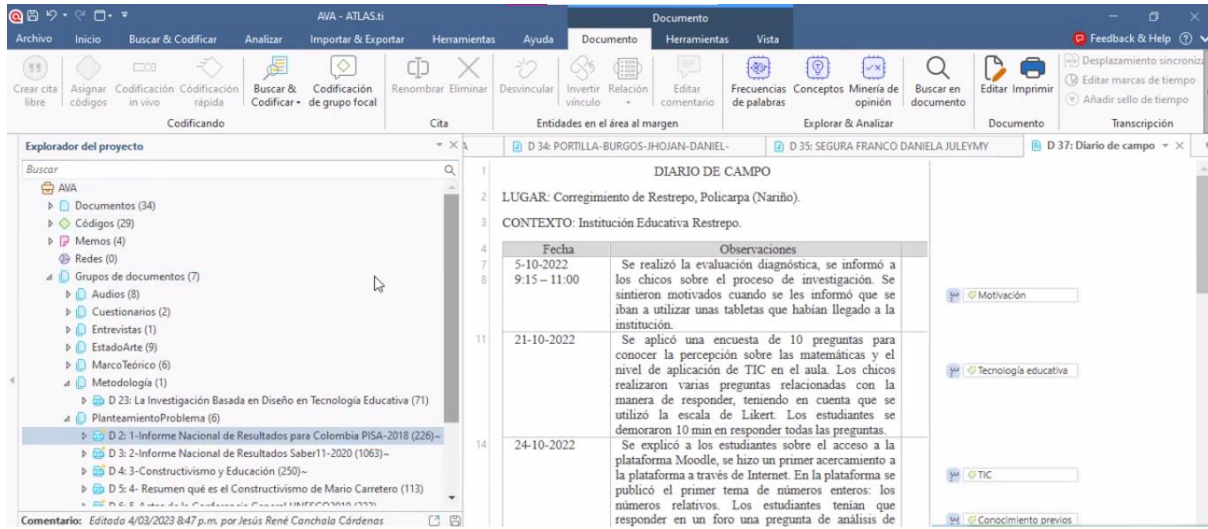 AVA - ATLAS.ti
Documento
Archivo Inicio Buscar & Codificar Analizar Importar & Exportar Herramientas Ayuda Documento Herramientas Vista Feedback & Help
Crear cita libre
Asignar códigos
Codificación in vivo
Codificación rápida
Buscar & Codificar
Codificación de grupo focal
Renombrar
Eliminar
Desvincular
Invertir vínculo
Relación
Editar comentario
Frecuencias de palabras
Conceptos
Minería de opinión
Buscar en documento
Editar
Imprimir
Desplazamiento sincroniza
Editar marcas de tiempo
Añadir sello de tiempo
Codificando
Cita
Entidades en el área al margen
Explorar & Analizar
Documento
Transcripción
Explorador del proyecto
Buscar
AVA
Documentos (34)
Códigos (29)
Memos (4)
Redes (0)
Grupos de documentos (7)
Audios (8)
Cuestionarios (2)
Entrevistas (1)
EstadoArte (9)
MarcoTeórico (6)
Metodología (1)
D 23: La Investigación Basada en Diseño en Tecnología Educativa (71)
PlanteamientoProblema (6)
D 2: 1-Informe Nacional de Resultados para Colombia PISA-2018 (226)~
D 3: 2-Informe Nacional de Resultados Saber11-2020 (1063)~
D 4: 3-Constructivismo y Educación (250)~
D 5: 4- Resumen qué es el Constructivismo de Mario Carretero (113)
Comentario: Editada 4/03/2023 8:47 p.m. por Jesús René Canchala Cárdenas
D 34: PORTILLA-BURGOS-JHOJAN-DANIEL-
D 35: SEGURA FRANCO DANIELA JULEYMY
D 37: Diario de campo
1 DIARIO DE CAMPO
2 LUGAR: Corregimiento de Restrepo, Policarpa (Nariño).
3 CONTEXTO: Institución Educativa Restrepo.
4 Fecha Observaciones
7 5-10-2022 Se realizó la evaluación diagnóstica, se informó a
8 9:15 – 11:00 los chicos sobre el proceso de investigación. Se
sintieron motivados cuando se les informó que se
iban a utilizar unas tabletas que habían llegado a la
institución.
11 21-10-2022 Se aplicó una encuesta de 10 preguntas para
conocer la percepción sobre las matemáticas y el
nivel de aplicación de TIC en el aula. Los chicos
realizaron varias preguntas relacionadas con la
manera de responder, teniendo en cuenta que se
utilizó la escala de Likert. Los estudiantes se
demoraron 10 min en responder todas las preguntas.
14 24-10-2022 Se explicó a los estudiantes sobre el acceso a la
plataforma Moodle, se hizo un primer acercamiento a
la plataforma a través de Internet. En la plataforma se
publicó el primer tema de números enteros: los
números relativos. Los estudiantes tenían que
responder en un foro una pregunta de análisis de
Motivación
Tecnología educativa
TIC
Conocimiento previos